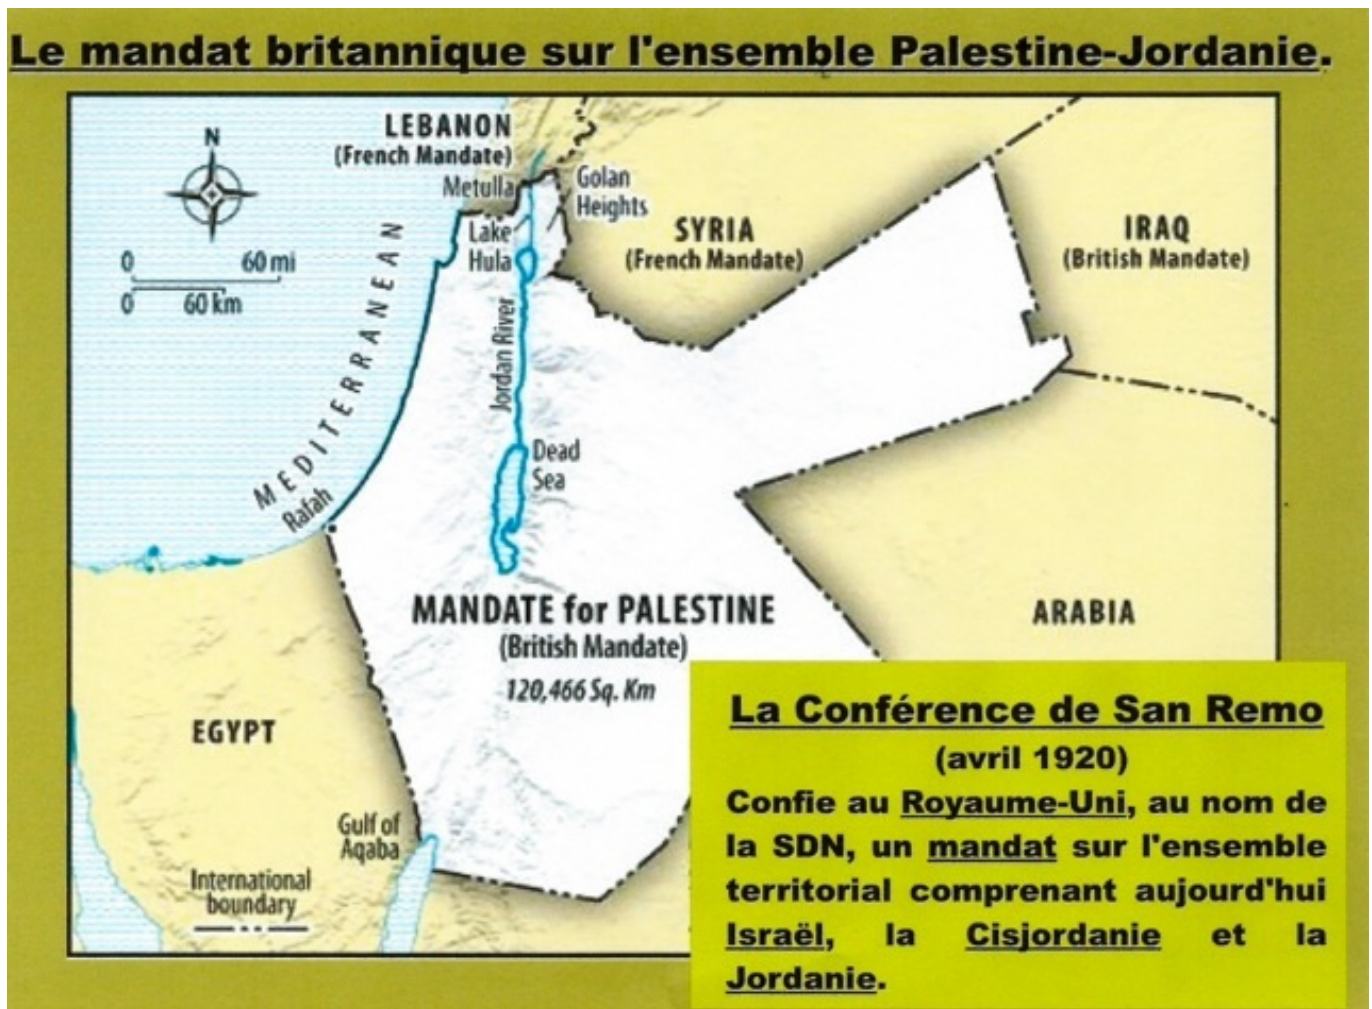 Le mandat britannique sur l'ensemble Palestine-Jordanie.
LEBANON
(French Mandate)
N
Metulla
Golan
Heights
Lake
Hula
SYRIA
(French Mandate)
IRAQ
(British Mandate)
0 60 mi
0 60 km
MEDITERRANEAN
Jordan River
Rafah
Dead
Sea
MANDATE for PALESTINE
(British Mandate)
120,466 Sq. Km
ARABIA
EGYPT
Gulf of
Aqaba
International
boundary
La Conférence de San Remo
(avril 1920)
Confie au Royaume-Uni, au nom de
la SDN, un mandat sur l'ensemble
territorial comprenant aujourd'hui
Israël, la Cisjordanie et la
Jordanie.